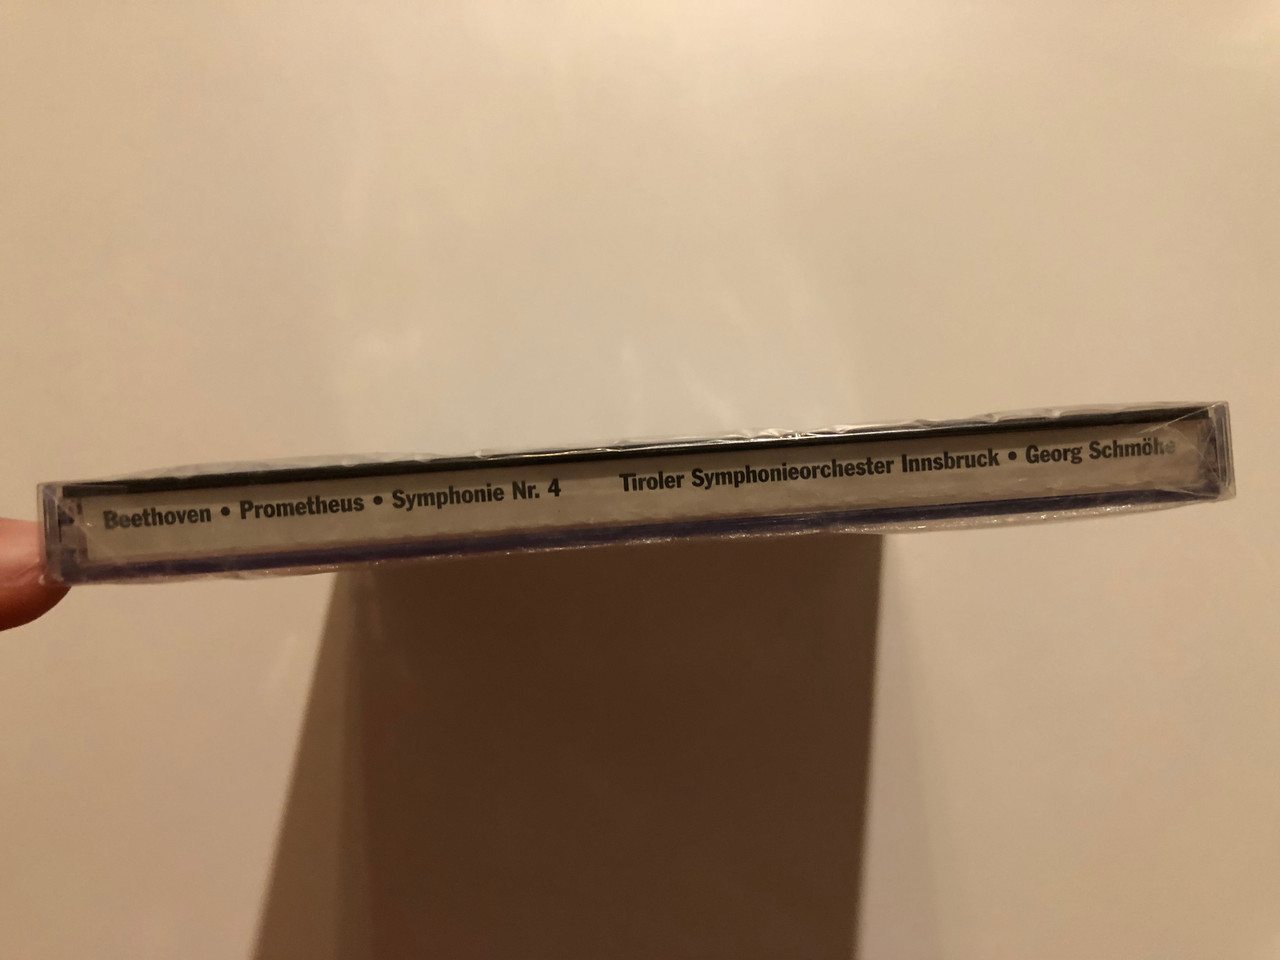 Beethoven • Prometheus • Symphonie Nr. 4 Tiroler Symphonieorchester Innsbruck • Georg Schmöhe